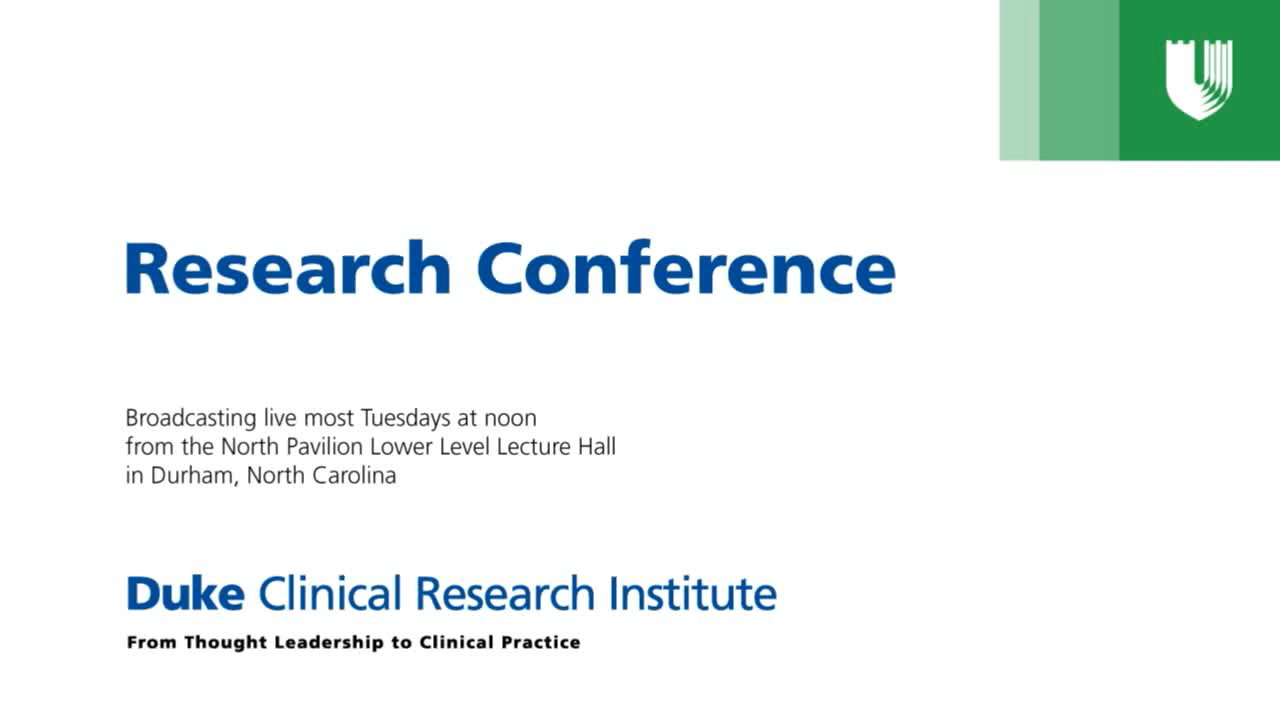 Research Conference
Broadcasting live most Tuesdays at noon
from the North Pavilion Lower Level Lecture Hall
in Durham, North Carolina
Duke Clinical Research Institute
From Thought Leadership to Clinical Practice